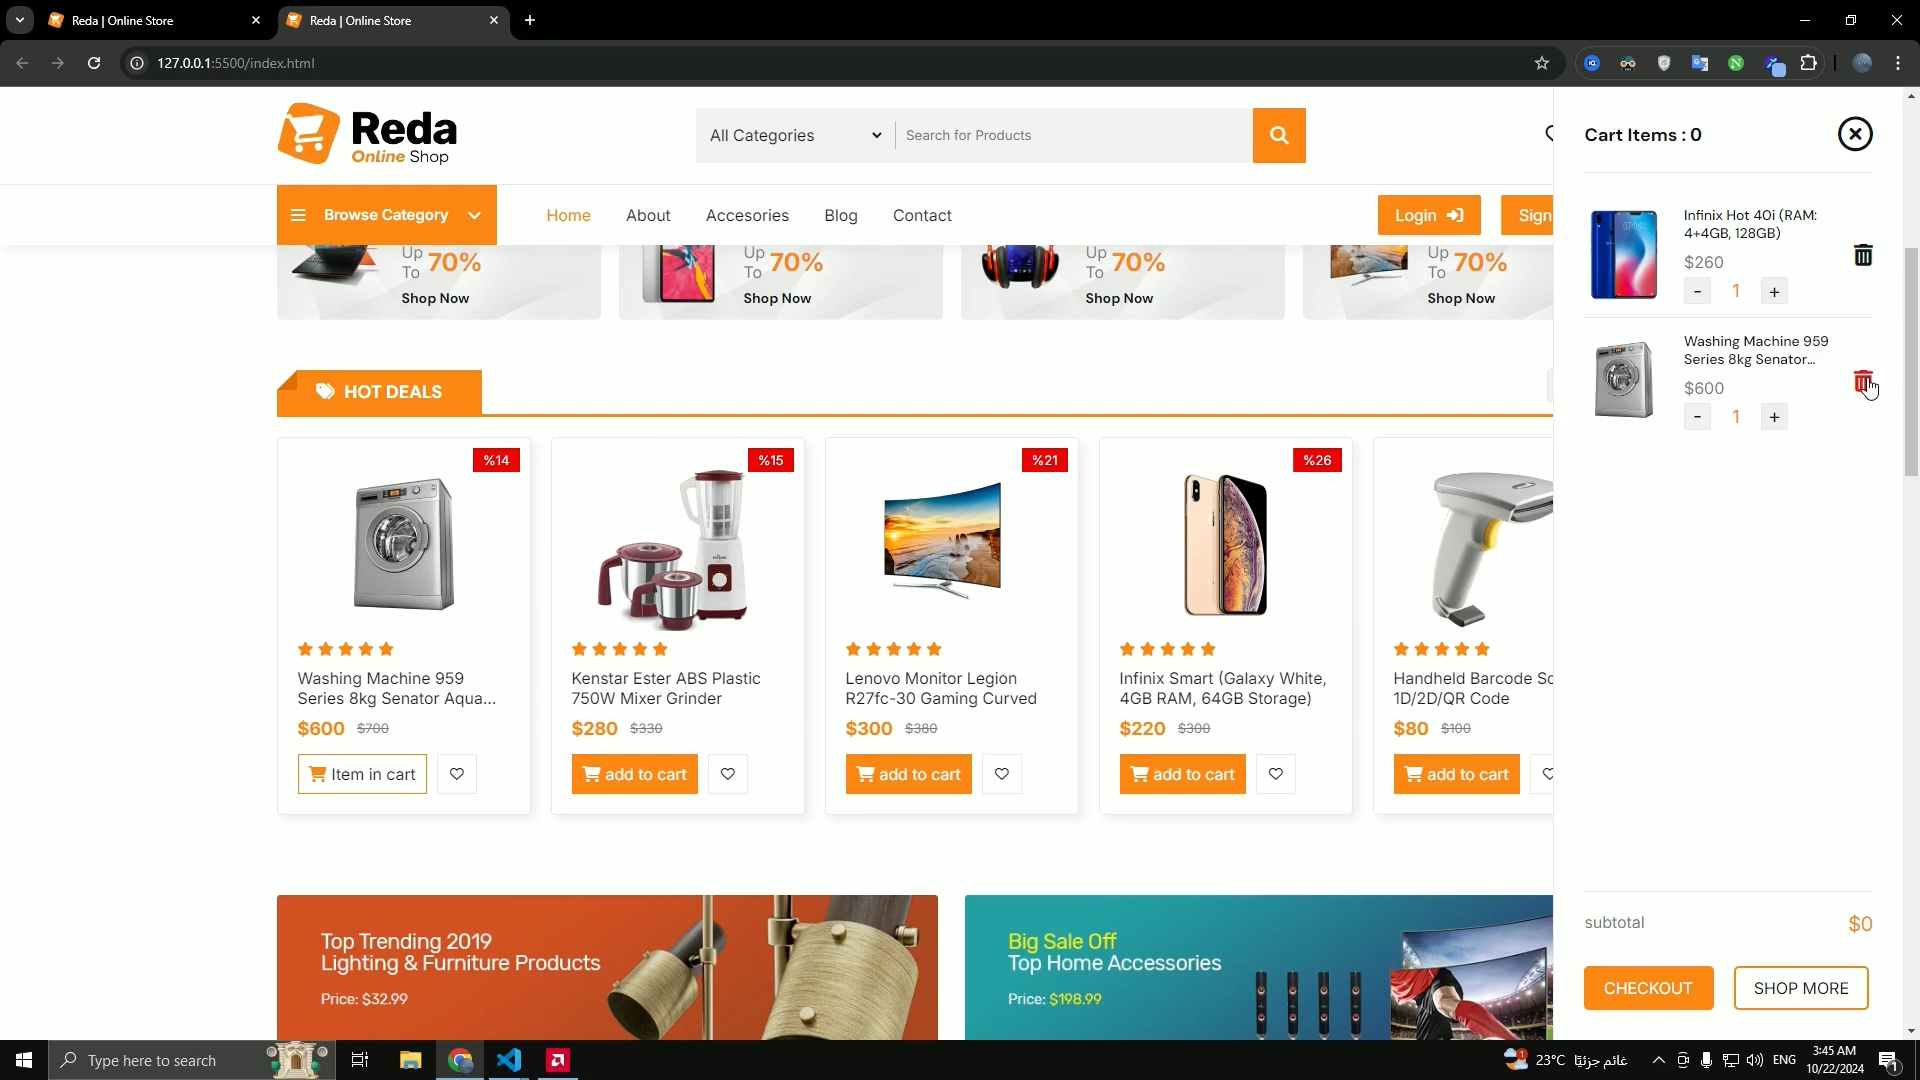 Reda | Online Store
Reda | Online Store
127.0.0.1:5500/index.html
Reda
Online Shop
All Categories
Search for Products
Browse Category
Home
About
Accesories
Blog
Contact
Login
Sign
Up
To 70%
Shop Now
Up
To 70%
Shop Now
Up
To 70%
Shop Now
Up
To 70%
Shop Now
HOT DEALS
%14
Washing Machine 959
Series 8kg Senator Aqua...
$600 $700
Item in cart
%15
Kenstar Ester ABS Plastic
750W Mixer Grinder
$280 $330
add to cart
%21
Lenovo Monitor Legion
R27fc-30 Gaming Curved
$300 $380
add to cart
%26
Infinix Smart (Galaxy White,
4GB RAM, 64GB Storage)
$220 $300
add to cart
Handheld Barcode Sc
1D/2D/QR Code
$80 $100
add to cart
Top Trending 2019
Lighting & Furniture Products
Price: $32.99
Big Sale Off
Top Home Accessories
Price: $198.99
Cart Items : 0
Infinix Hot 40i (RAM:
4+4GB, 128GB)
$260
- 1 +
Washing Machine 959
Series 8kg Senator...
$600
- 1 +
subtotal
$0
CHECKOUT
SHOP MORE
Type here to search
1
23°C غائم جزئيًا
ENG
3:45 AM
10/22/2024
1